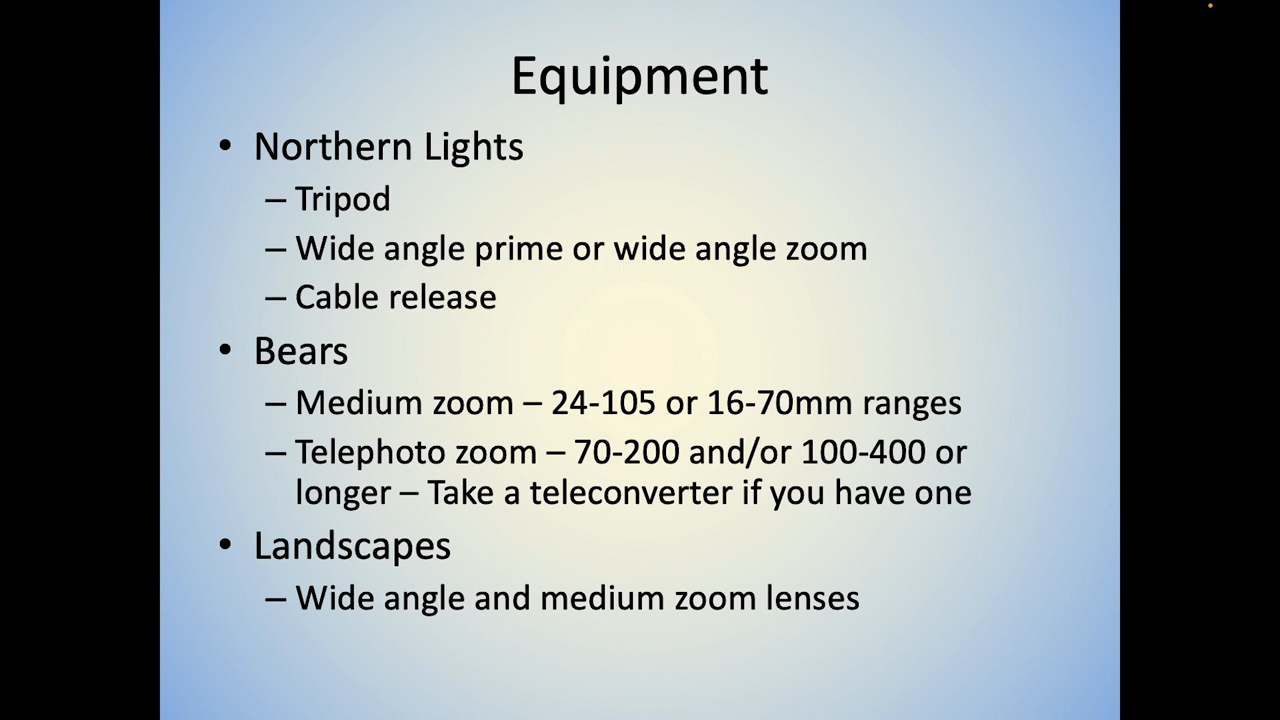 Equipment
• Northern Lights
– Tripod
– Wide angle prime or wide angle zoom
– Cable release
• Bears
– Medium zoom – 24-105 or 16-70mm ranges
– Telephoto zoom – 70-200 and/or 100-400 or
longer – Take a teleconverter if you have one
• Landscapes
– Wide angle and medium zoom lenses